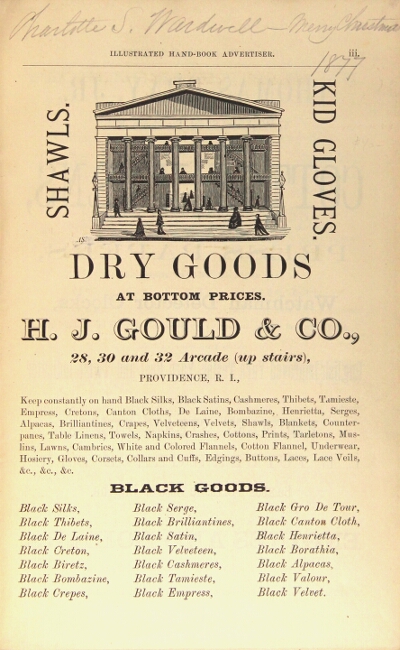 Charlotte S. Wardwell — Merry Christmas
1877
ILLUSTRATED HAND-BOOK ADVERTISER. iii.
SHAWLS.
KID GLOVES.
DRY GOODS
AT BOTTOM PRICES.
H. J. GOULD & CO.,
28, 30 and 32 Arcade (up stairs),
PROVIDENCE, R. I.,
Keep constantly on hand Black Silks, Black Satins, Cashmeres, Thibets, Tamieste,
Empress, Cretons, Canton Cloths, De Laine, Bombazine, Henrietta, Serges,
Alpacas, Brilliantines, Crapes, Velveteens, Velvets, Shawls, Blankets, Counter-
panes, Table Linens, Towels, Napkins, Crashes, Cottons, Prints, Tarletons, Mus-
lins, Lawns, Cambries, White and Colored Flannels, Cotton Flannel, Underwear,
Hosiery, Gloves, Corsets, Collars and Cuffs, Edgings, Buttons, Laces, Lace Veils,
&c., &c., &c.
BLACK GOODS.
Black Silks, Black Serge, Black Gro De Tour,
Black Thibets, Black Brilliantines, Black Canton Cloth,
Black De Laine, Black Satin, Black Henrietta,
Black Creton, Black Velveteen, Black Borathia,
Black Biretz, Black Cashmeres, Black Alpacas,
Black Bombazine, Black Tamieste, Black Valour,
Black Crepes, Black Empress, Black Velvet.